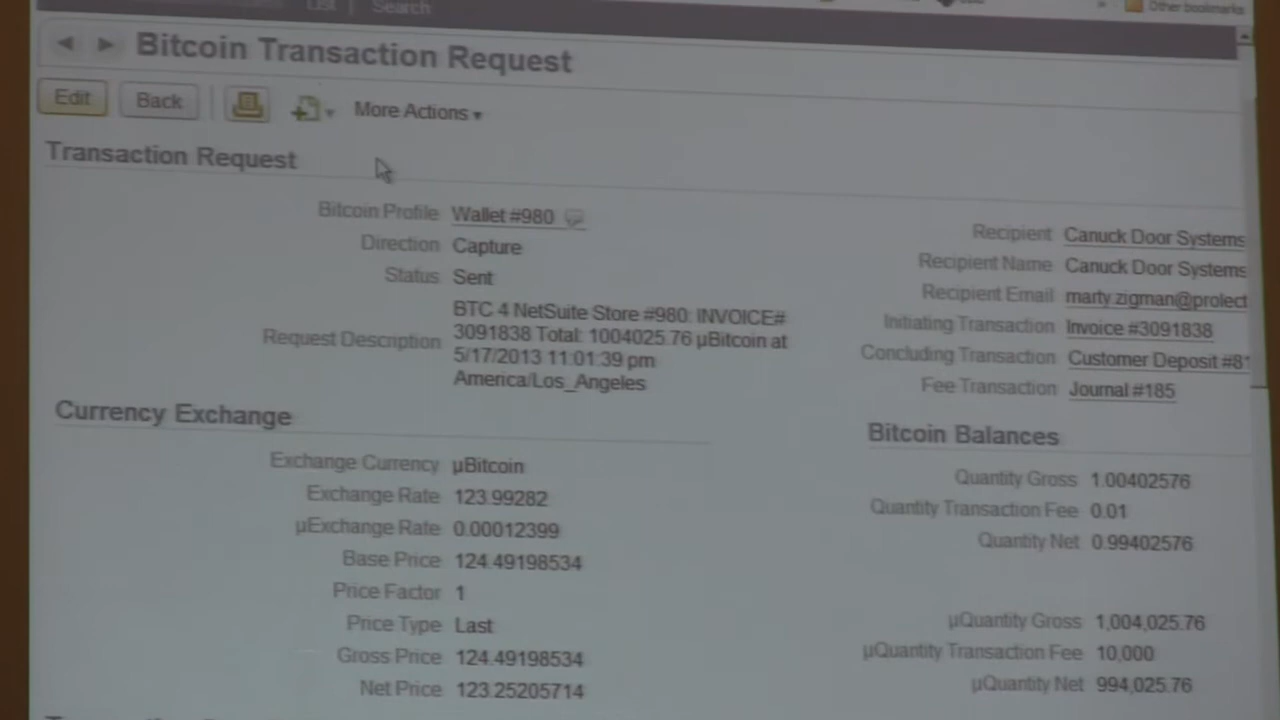 List | Search
Other bookmarks
Bitcoin Transaction Request
Edit Back More Actions
Transaction Request
Bitcoin Profile Wallet #980
Direction Capture
Status Sent
Request Description BTC 4 NetSuite Store #980: INVOICE#
3091838 Total: 1004025.76 µBitcoin at
5/17/2013 11:01:39 pm
America/Los_Angeles
Recipient Canuck Door Systems
Recipient Name Canuck Door Systems
Recipient Email marty.zigman@prolect
Initiating Transaction Invoice #3091838
Concluding Transaction Customer Deposit #81
Fee Transaction Journal #185
Currency Exchange
Exchange Currency µBitcoin
Exchange Rate 123.99282
µExchange Rate 0.00012399
Base Price 124.49198534
Price Factor 1
Price Type Last
Gross Price 124.49198534
Net Price 123.25205714
Bitcoin Balances
Quantity Gross 1.00402576
Quantity Transaction Fee 0.01
Quantity Net 0.99402576
µQuantity Gross 1,004,025.76
µQuantity Transaction Fee 10,000
µQuantity Net 994,025.76